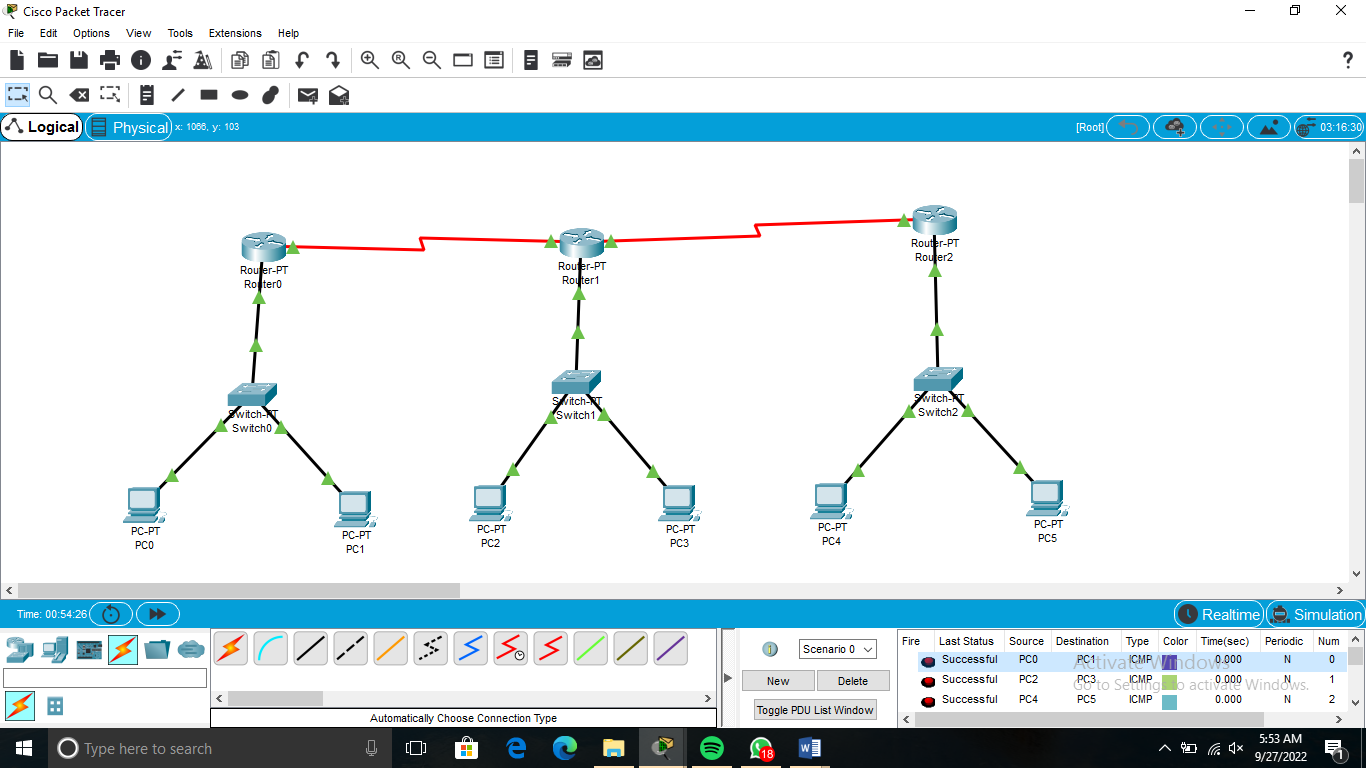 Cisco Packet Tracer
File Edit Options View Tools Extensions Help
?
Logical Physical x: 1066, y: 103 [Root] 03:16:30
Router-PT
Router2
Router-PT
Router1
Router-PT
Router0
Switch-PT
Switch2
Switch-PT
Switch1
Switch-PT
Switch0
PC-PT
PC0
PC-PT
PC1
PC-PT
PC2
PC-PT
PC3
PC-PT
PC4
PC-PT
PC5
Time: 00:54:26 Realtime Simulation
Automatically Choose Connection Type
Scenario 0
New Delete
Toggle PDU List Window
Fire Last Status Source Destination Type Color Time(sec) Periodic Num
Successful PC0 PC1 ICMP 0.000 N 0
Successful PC2 PC3 ICMP 0.000 N 1
Successful PC4 PC5 ICMP 0.000 N 2
Activate Windows
Go to Settings to activate Windows.
Type here to search
18
5:53 AM
9/27/2022
1